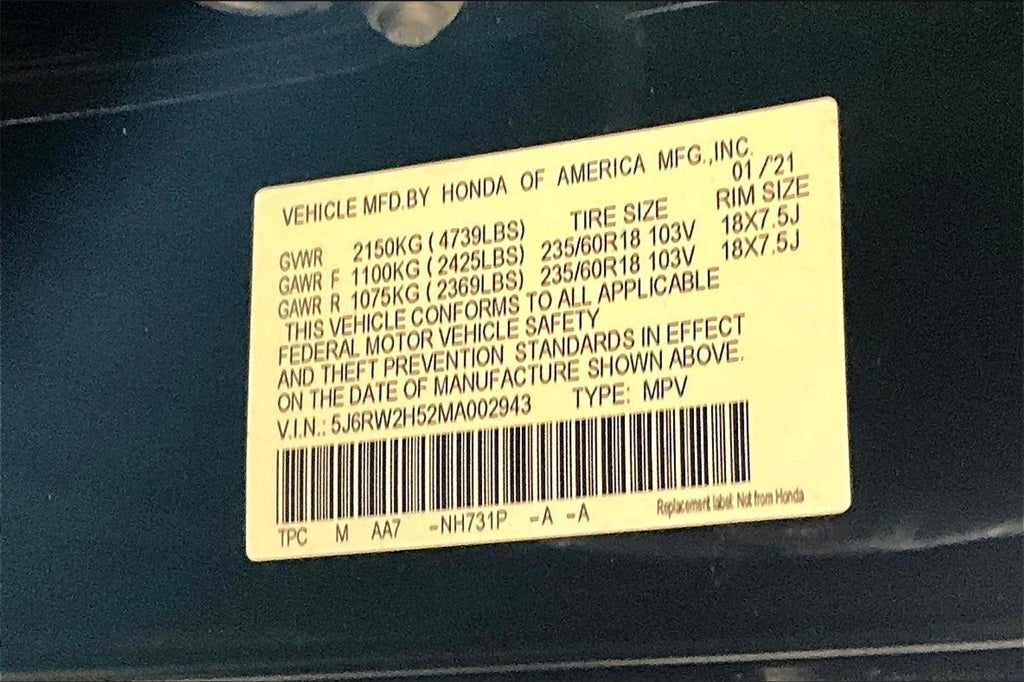 VEHICLE MFD.BY HONDA OF AMERICA MFG.,INC.
01/21
GVWR 2150KG (4739LBS) TIRE SIZE RIM SIZE
GAWR F 1100KG (2425LBS) 235/60R18 103V 18X7.5J
GAWR R 1075KG (2369LBS) 235/60R18 103V 18X7.5J
THIS VEHICLE CONFORMS TO ALL APPLICABLE
FEDERAL MOTOR VEHICLE SAFETY
AND THEFT PREVENTION STANDARDS IN EFFECT
ON THE DATE OF MANUFACTURE SHOWN ABOVE.
V.I.N.: 5J6RW2H52MA002943 TYPE: MPV
TPC M AA7 -NH731P -A -A
Replacement label. Not from Honda